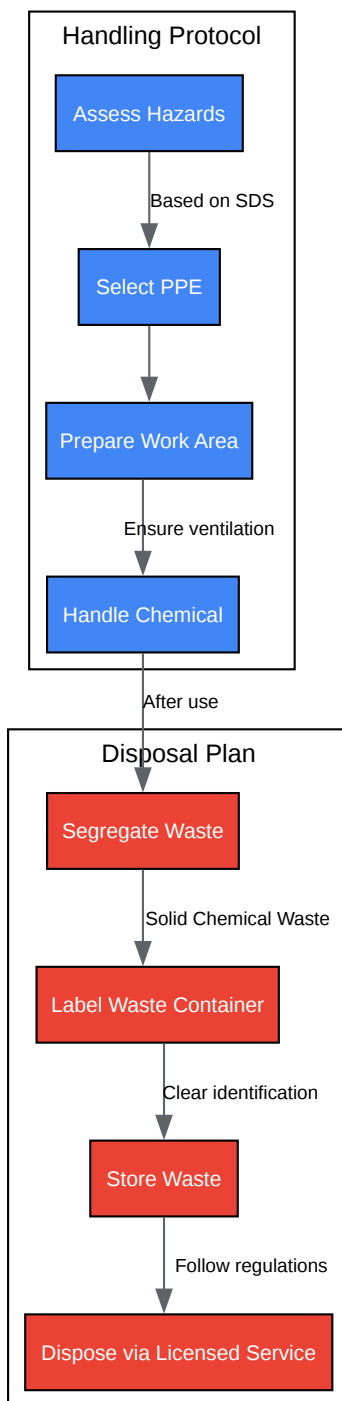 Handling Protocol
Assess Hazards
Based on SDS
Select PPE
Prepare Work Area
Ensure ventilation
Handle Chemical
After use
Disposal Plan
Segregate Waste
Solid Chemical Waste
Label Waste Container
Clear identification
Store Waste
Follow regulations
Dispose via Licensed Service